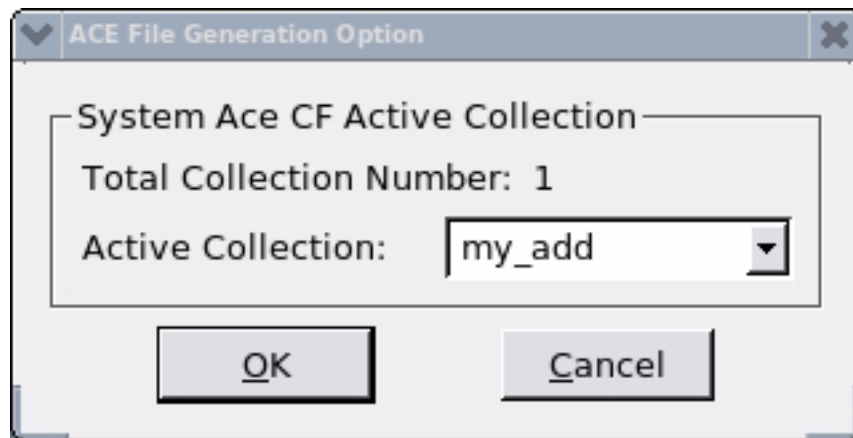 ACE File Generation Option
System Ace CF Active Collection
Total Collection Number: 1
Active Collection: my_add
OK Cancel